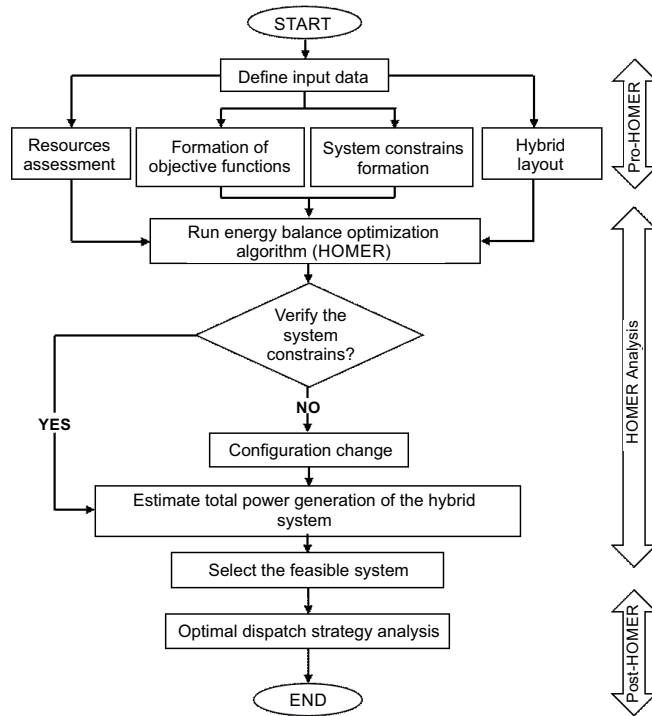 START
Define input data
Resources
assessment
Formation of
objective functions
System constrains
formation
Hybrid
layout
Pro-HOMER
Run energy balance optimization
algorithm (HOMER)
Verify the
system
constrains?
YES
NO
HOMER Analysis
Configuration change
Estimate total power generation of the hybrid
system
Select the feasible system
Optimal dispatch strategy analysis
Post-HOMER
END